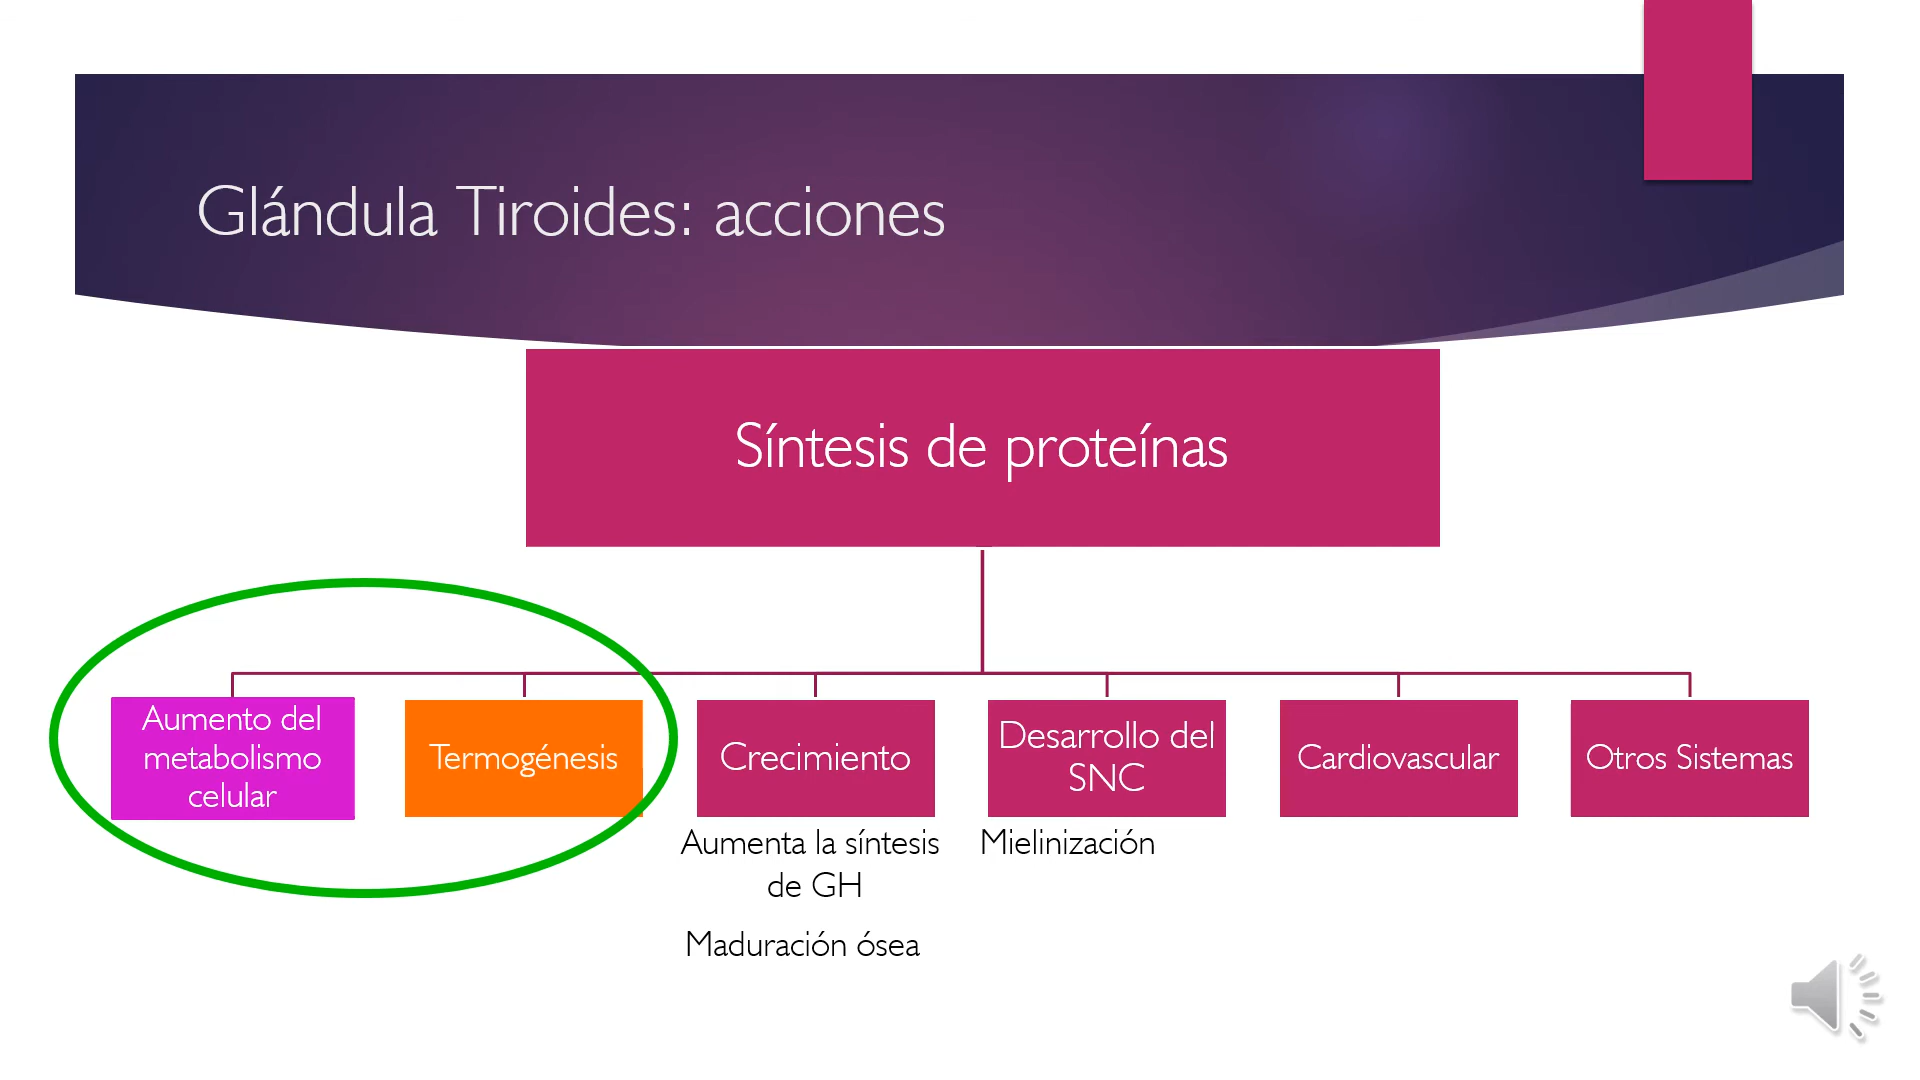 Glándula Tiroides: acciones
Síntesis de proteínas
Aumento del
metabolismo
celular
Termogénesis
Crecimiento
Desarrollo del
SNC
Cardiovascular
Otros Sistemas
Aumenta la síntesis
de GH
Maduración ósea
Mielinización